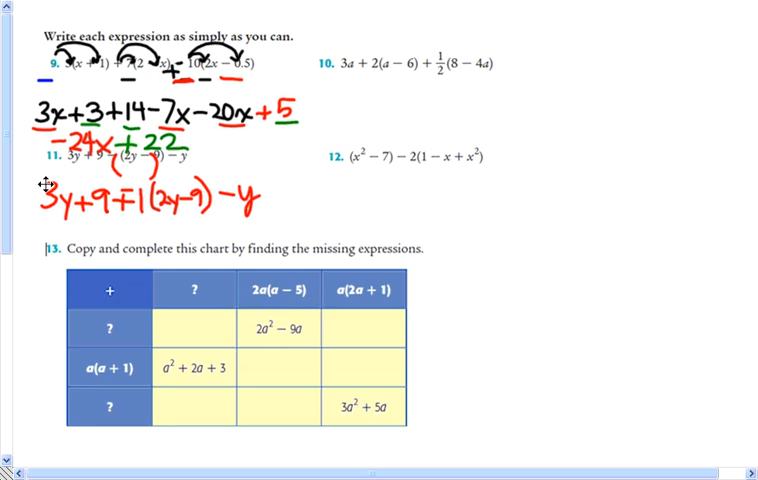 Write each expression as simply as you can.
9. 3(x + 1) + 7(2 - x) - 10(2x - 0.5)
10. 3a + 2(a − 6) + 1/2(8 − 4a)
3x+3+14-7x-20x+5
-24x+22
11. 3y + 9 − (2y − 9) − y
12. (x² − 7) − 2(1 − x + x²)
3y+9+-1(2y-9)-y
13. Copy and complete this chart by finding the missing expressions.
+ ? 2a(a − 5) a(2a + 1)
? 2a² − 9a
a(a + 1) a² + 2a + 3
? 3a² + 5a